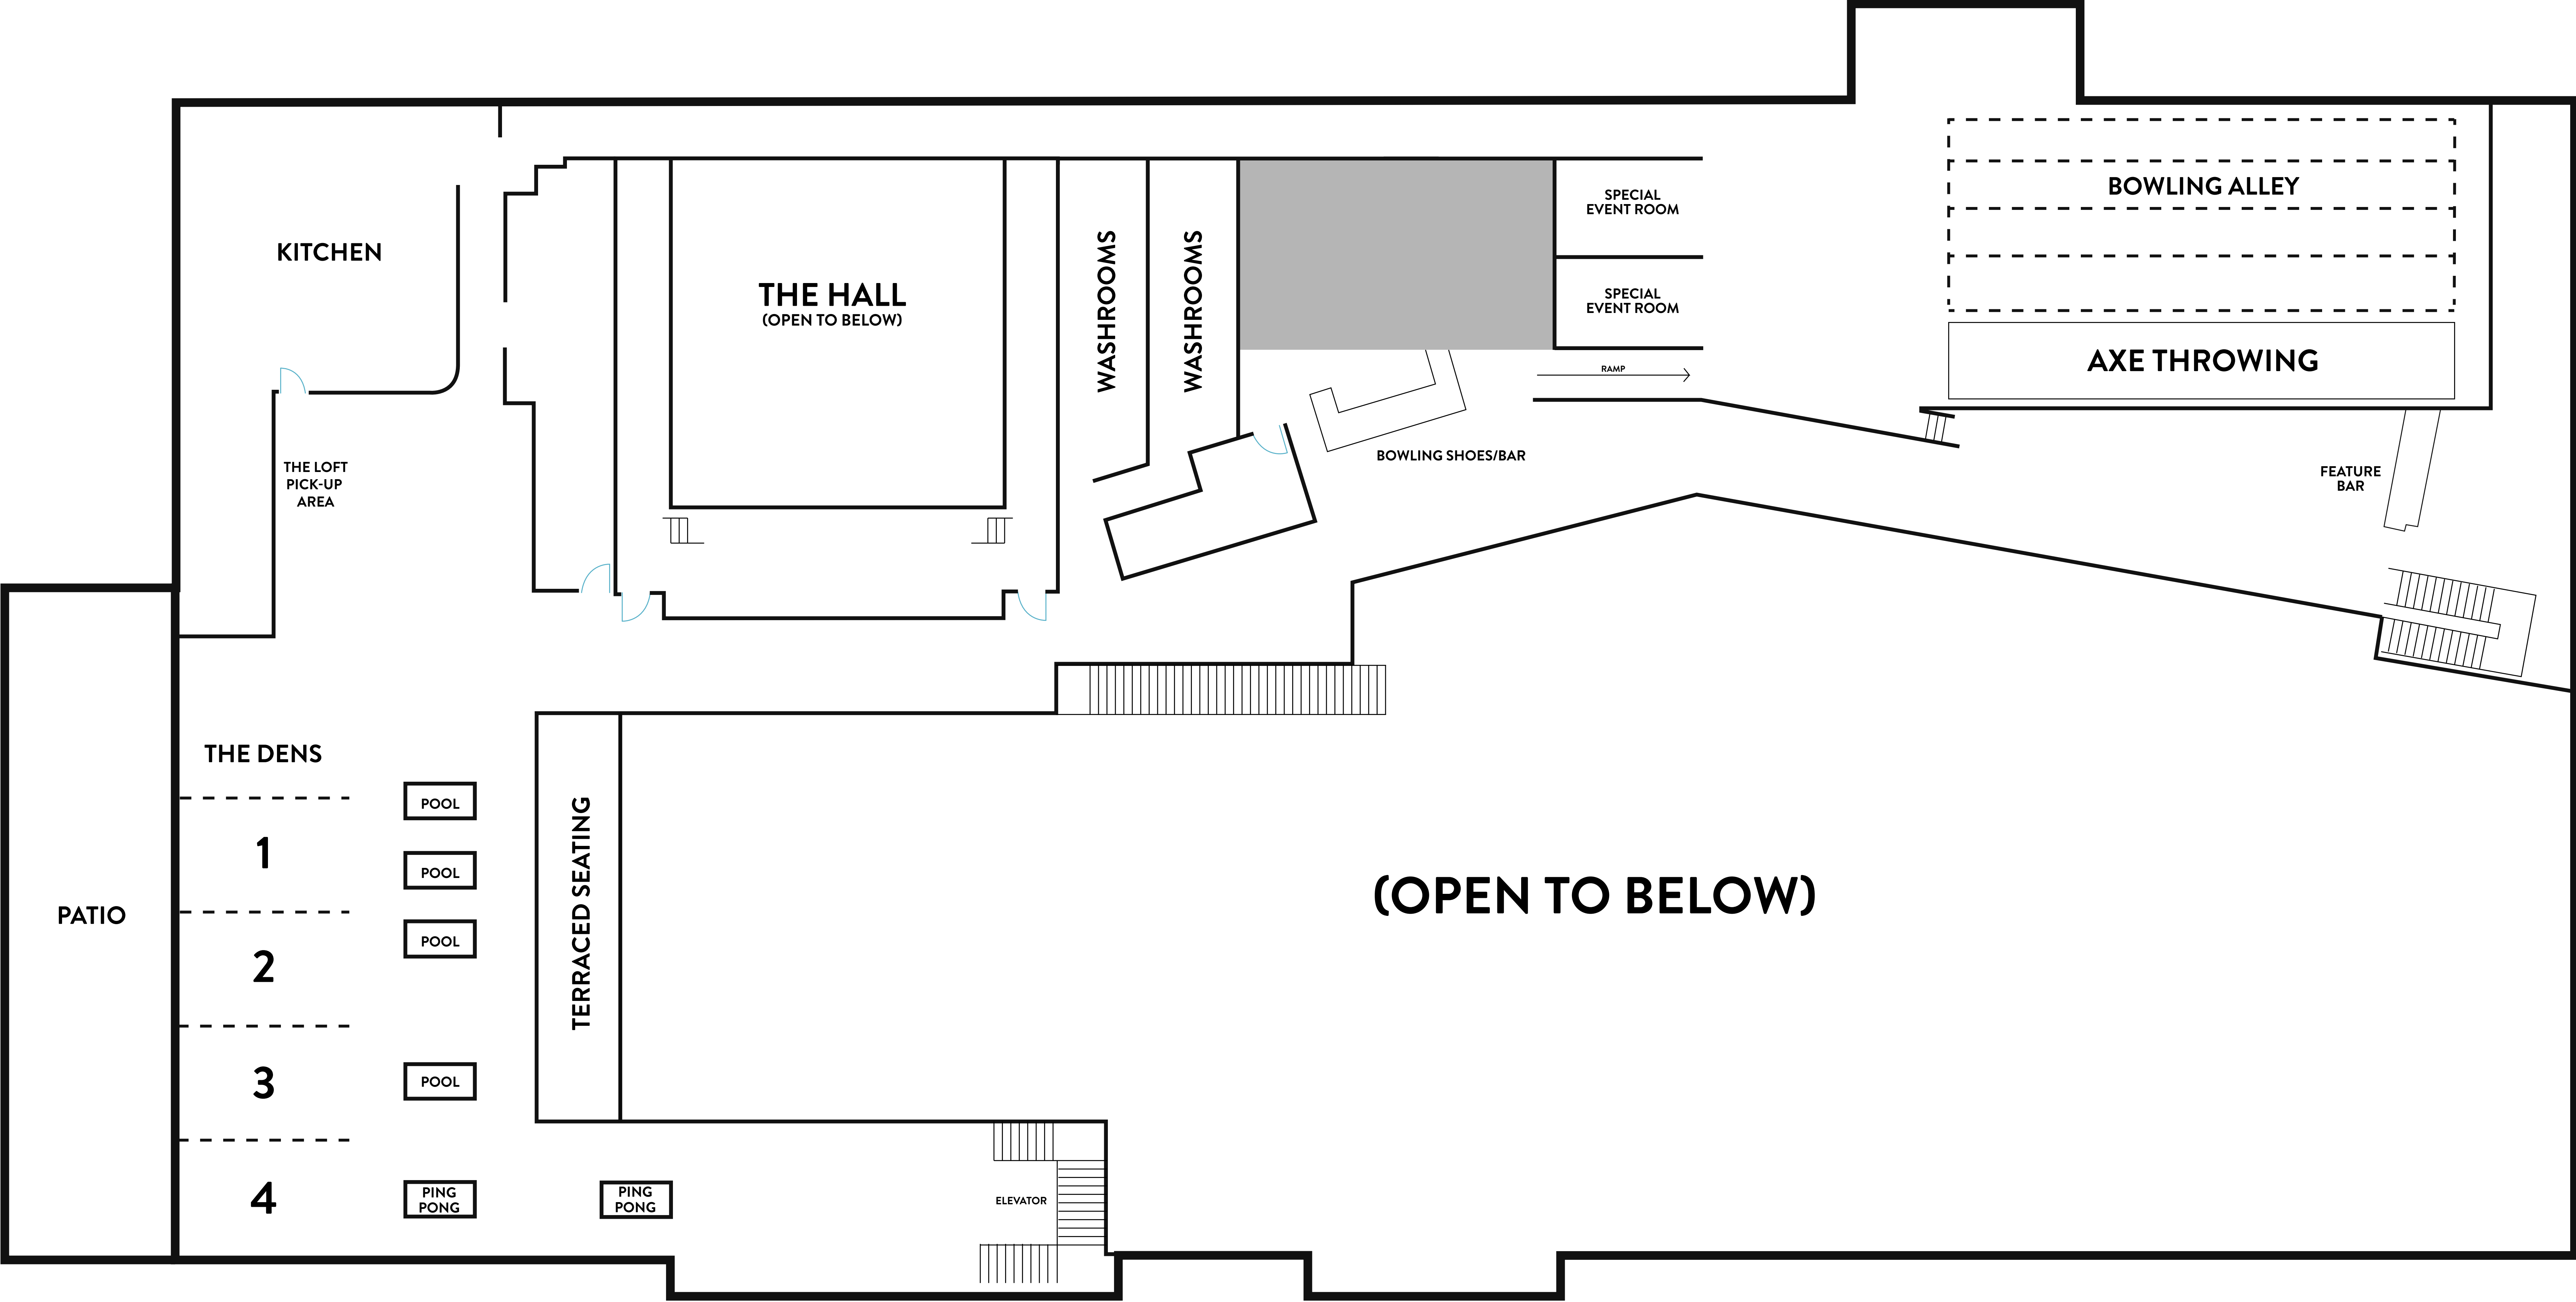 KITCHEN
THE HALL
(OPEN TO BELOW)
WASHROOMS
WASHROOMS
SPECIAL
EVENT ROOM
SPECIAL
EVENT ROOM
RAMP
BOWLING ALLEY
AXE THROWING
THE LOFT
PICK-UP
AREA
BOWLING SHOES/BAR
FEATURE
BAR
THE DENS
POOL
1
POOL
PATIO
2
POOL
TERRACED SEATING
(OPEN TO BELOW)
3
POOL
4
PING
PONG
PING
PONG
ELEVATOR